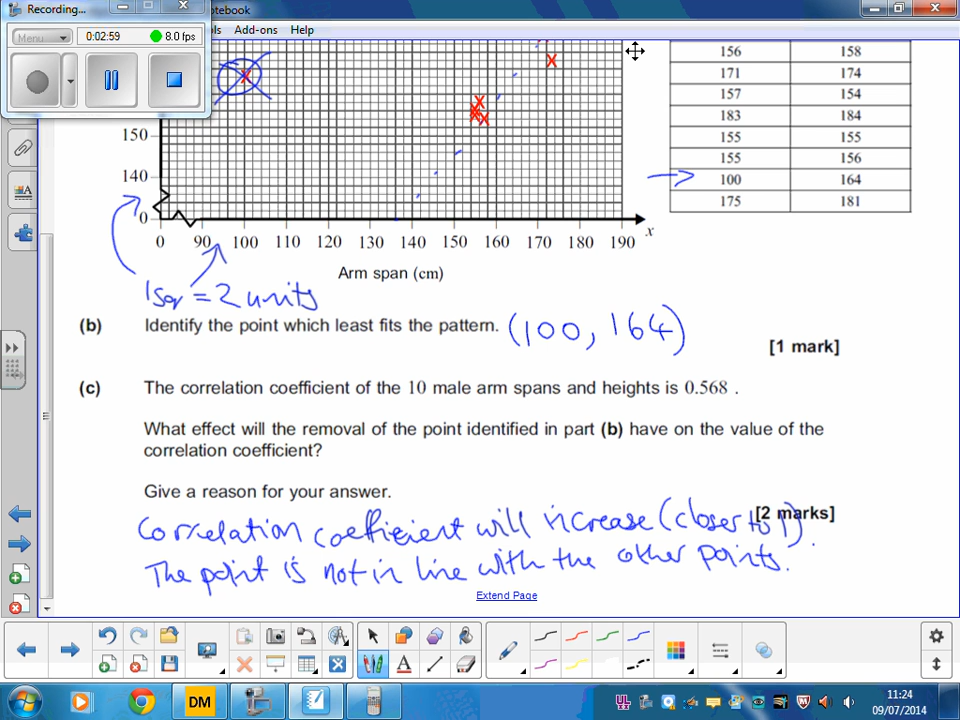 Recording...
otebook
Menu
0:02:59
8.0 fps
ols Add-ons Help
150
140
0
0 90 100 110 120 130 140 150 160 170 180 190 x
Arm span (cm)
1 sqr = 2 units
156 158
171 174
157 154
183 184
155 155
155 156
100 164
175 181
(b) Identify the point which least fits the pattern. (100, 164)
[1 mark]
(c) The correlation coefficient of the 10 male arm spans and heights is 0.568 .
What effect will the removal of the point identified in part (b) have on the value of the
correlation coefficient?
Give a reason for your answer.
[2 marks]
Correlation coefficient will increase (closer to 1).
The point is not in line with the other points.
Extend Page
A
DM
11:24
09/07/2014